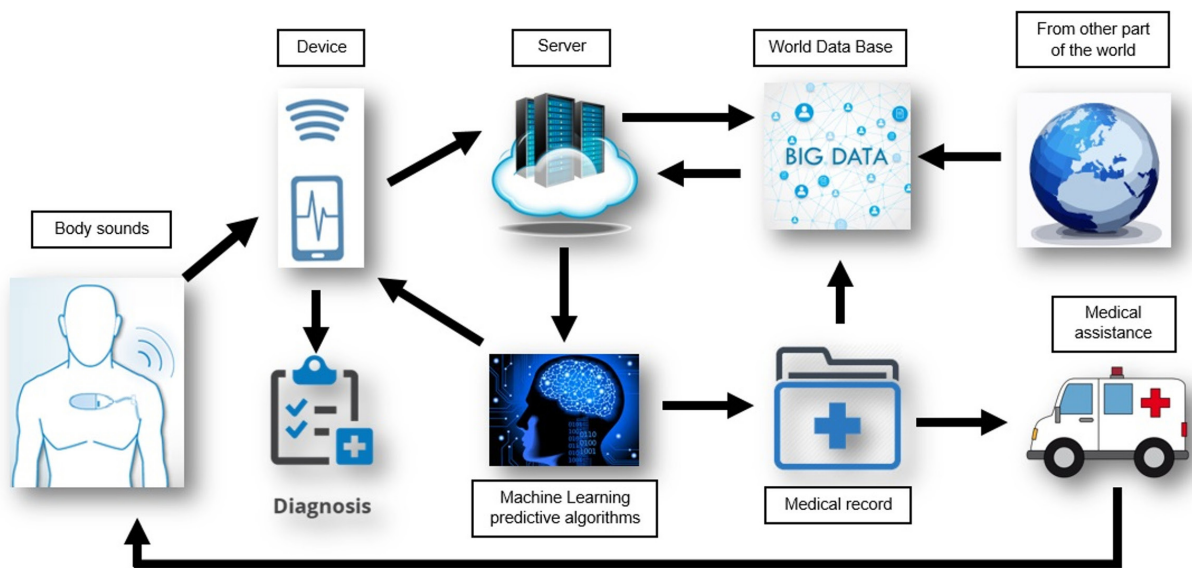 Device
Server
World Data Base
From other part
of the world
BIG DATA
Body sounds
Medical
assistance
Diagnosis
Machine Learning
predictive algorithms
Medical record